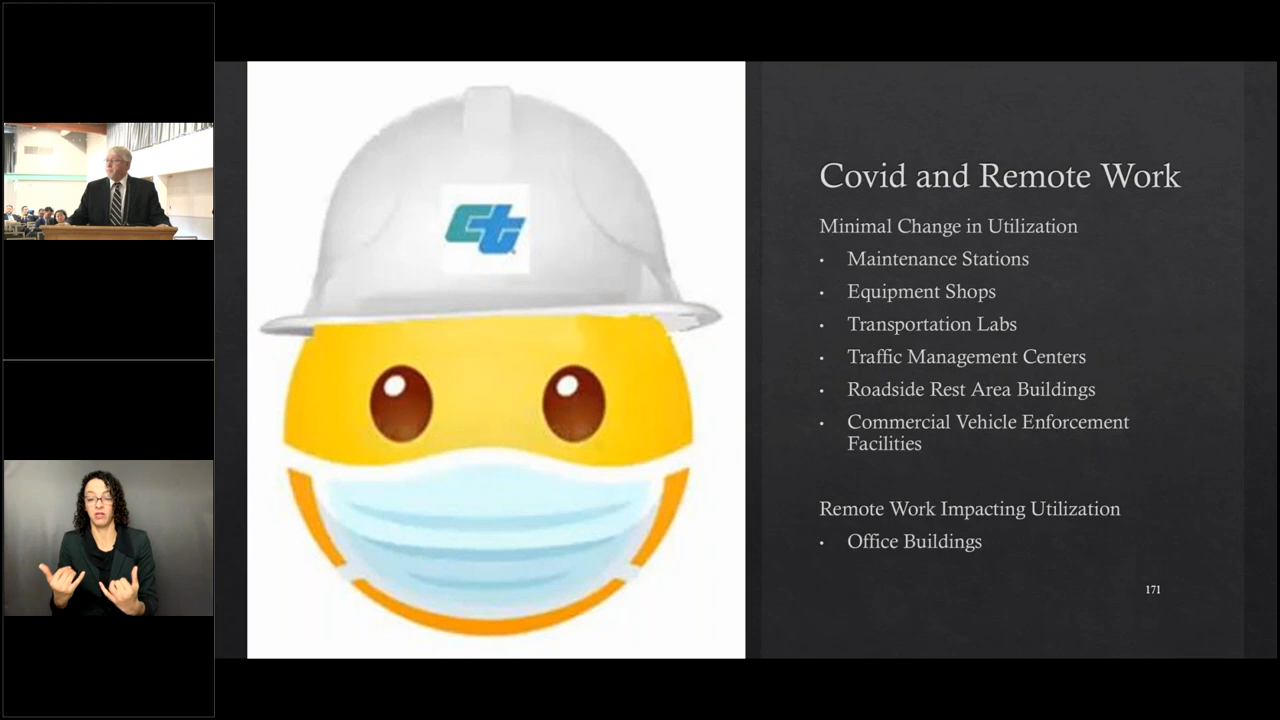 Ct
Covid and Remote Work
Minimal Change in Utilization
• Maintenance Stations
• Equipment Shops
• Transportation Labs
• Traffic Management Centers
• Roadside Rest Area Buildings
• Commercial Vehicle Enforcement
Facilities
Remote Work Impacting Utilization
• Office Buildings
171